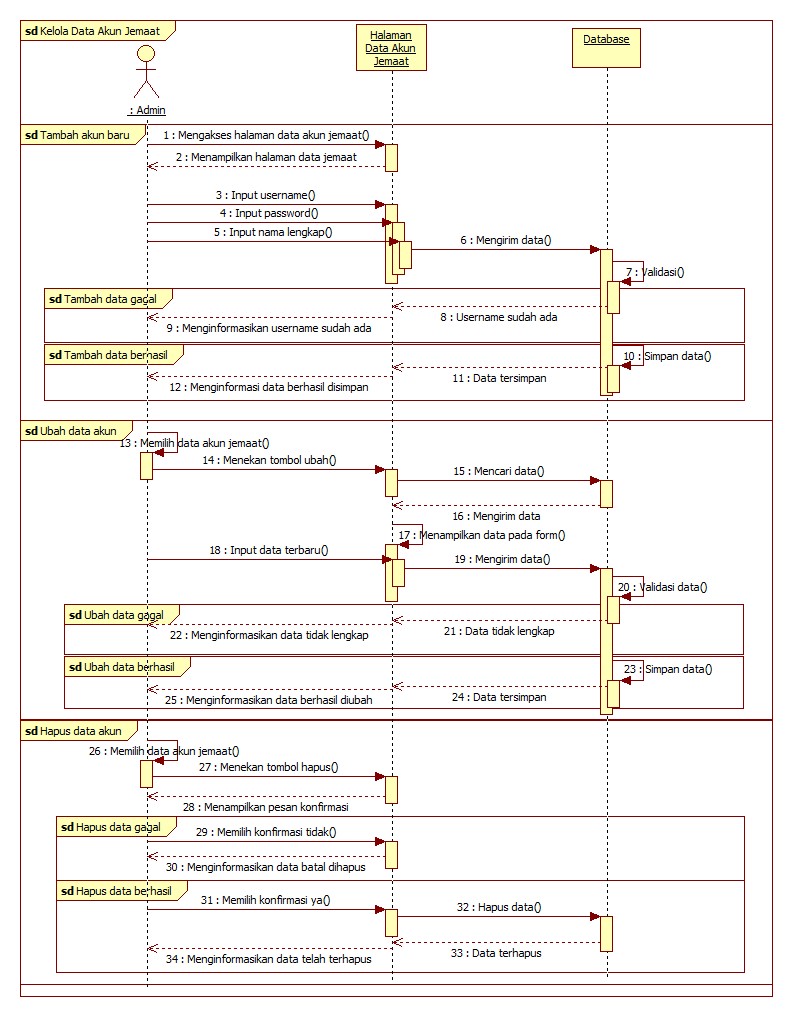 sd Kelola Data Akun Jemaat
Halaman
Data Akun
Jemaat
Database
: Admin
sd Tambah akun baru
1 : Mengakses halaman data akun jemaat()
2 : Menampilkan halaman data jemaat
3 : Input username()
4 : Input password()
5 : Input nama lengkap()
6 : Mengirim data()
7 : Validasi()
sd Tambah data gagal
8 : Username sudah ada
9 : Menginformasikan username sudah ada
sd Tambah data berhasil
10 : Simpan data()
11 : Data tersimpan
12 : Menginformasi data berhasil disimpan
sd Ubah data akun
13 : Memilih data akun jemaat()
14 : Menekan tombol ubah()
15 : Mencari data()
16 : Mengirim data
17 : Menampilkan data pada form()
18 : Input data terbaru()
19 : Mengirim data()
20 : Validasi data()
sd Ubah data gagal
21 : Data tidak lengkap
22 : Menginformasikan data tidak lengkap
sd Ubah data berhasil
23 : Simpan data()
24 : Data tersimpan
25 : Menginformasikan data berhasil diubah
sd Hapus data akun
26 : Memilih data akun jemaat()
27 : Menekan tombol hapus()
28 : Menampilkan pesan konfirmasi
sd Hapus data gagal
29 : Memilih konfirmasi tidak()
30 : Menginformasikan data batal dihapus
sd Hapus data berhasil
31 : Memilih konfirmasi ya()
32 : Hapus data()
33 : Data terhapus
34 : Menginformasikan data telah terhapus